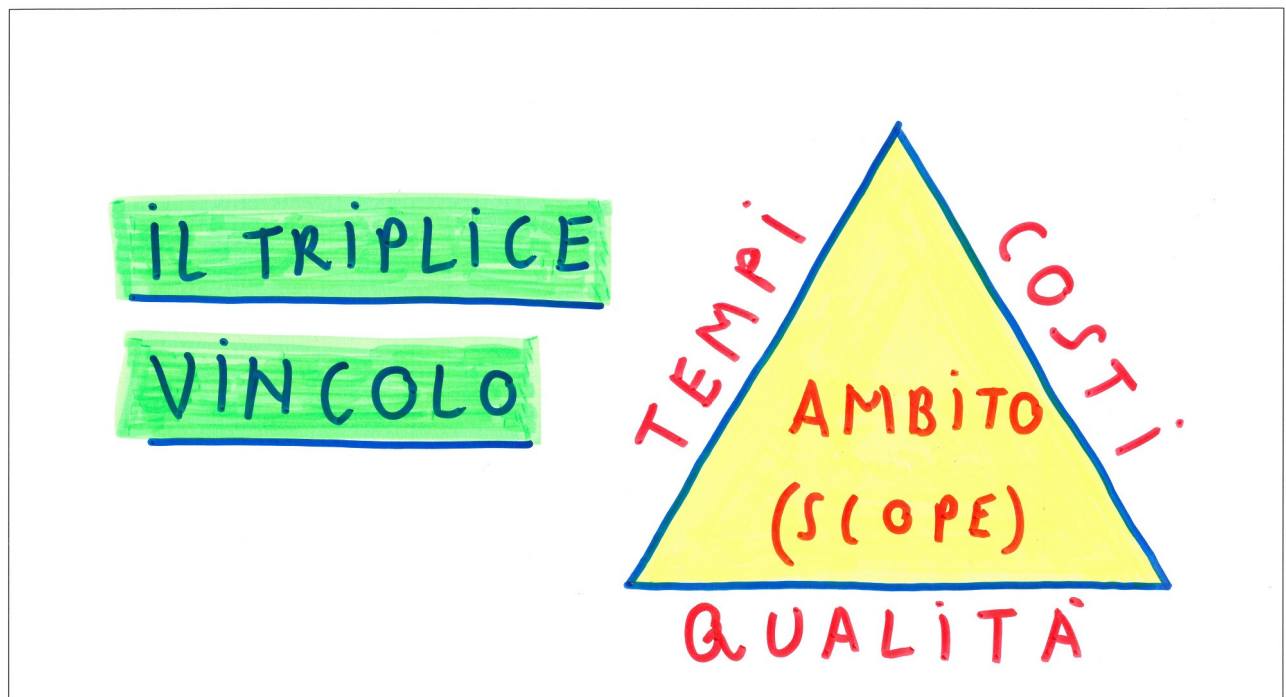 IL TRIPLICE
VINCOLO
TEMPI
COSTI
AMBITO
(SCOPE)
QUALITÀ